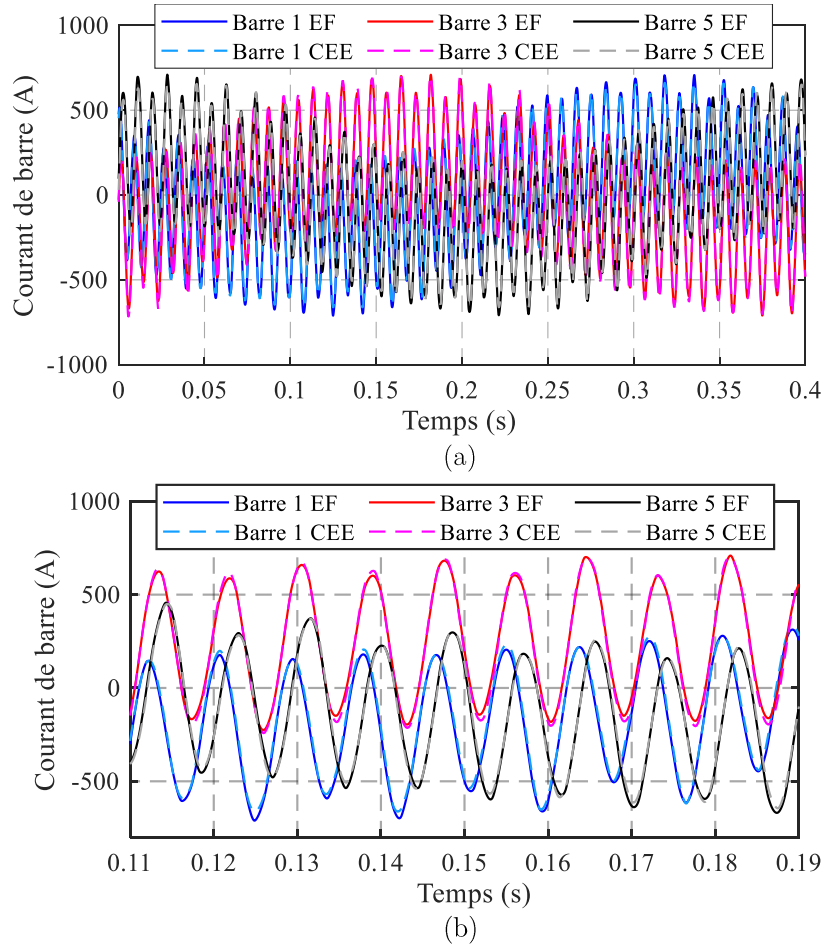 Barre 1 EF Barre 3 EF Barre 5 EF
Barre 1 CEE Barre 3 CEE Barre 5 CEE
1000
500
0
-500
-1000
Courant de barre (A)
0 0.05 0.1 0.15 0.2 0.25 0.3 0.35 0.4
Temps (s)
(a)
Barre 1 EF Barre 3 EF Barre 5 EF
Barre 1 CEE Barre 3 CEE Barre 5 CEE
1000
500
0
-500
Courant de barre (A)
0.11 0.12 0.13 0.14 0.15 0.16 0.17 0.18 0.19
Temps (s)
(b)